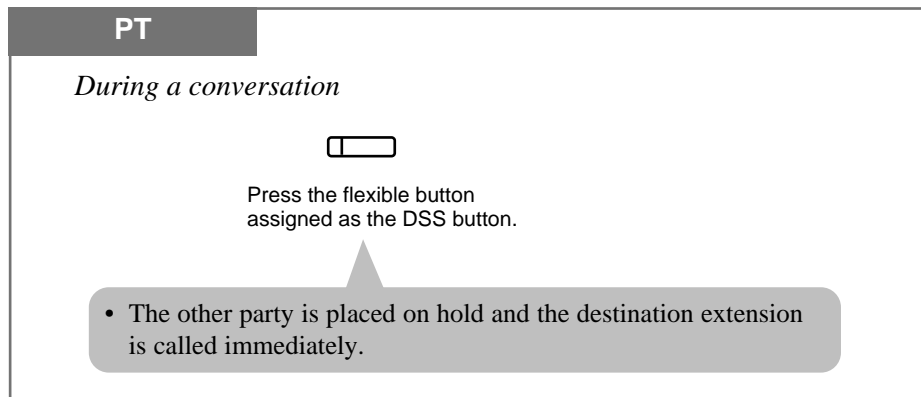 PT
During a conversation
Press the flexible button
assigned as the DSS button.
• The other party is placed on hold and the destination extension
is called immediately.